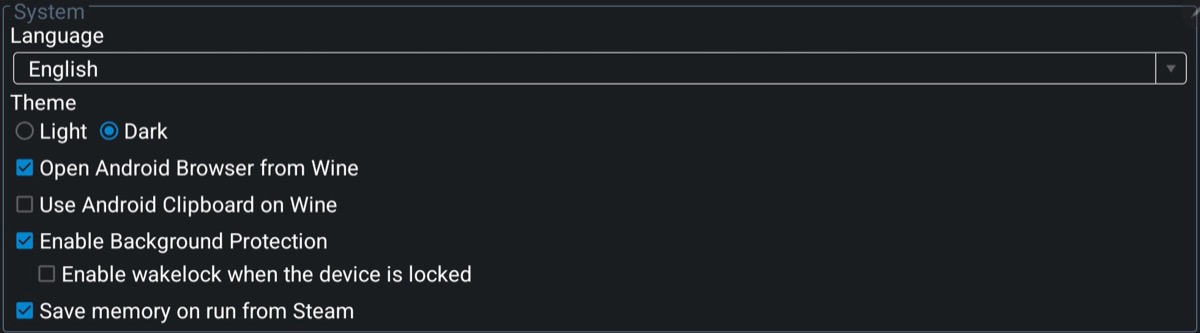 System
Language
English
Theme
Light Dark
Open Android Browser from Wine
Use Android Clipboard on Wine
Enable Background Protection
Enable wakelock when the device is locked
Save memory on run from Steam